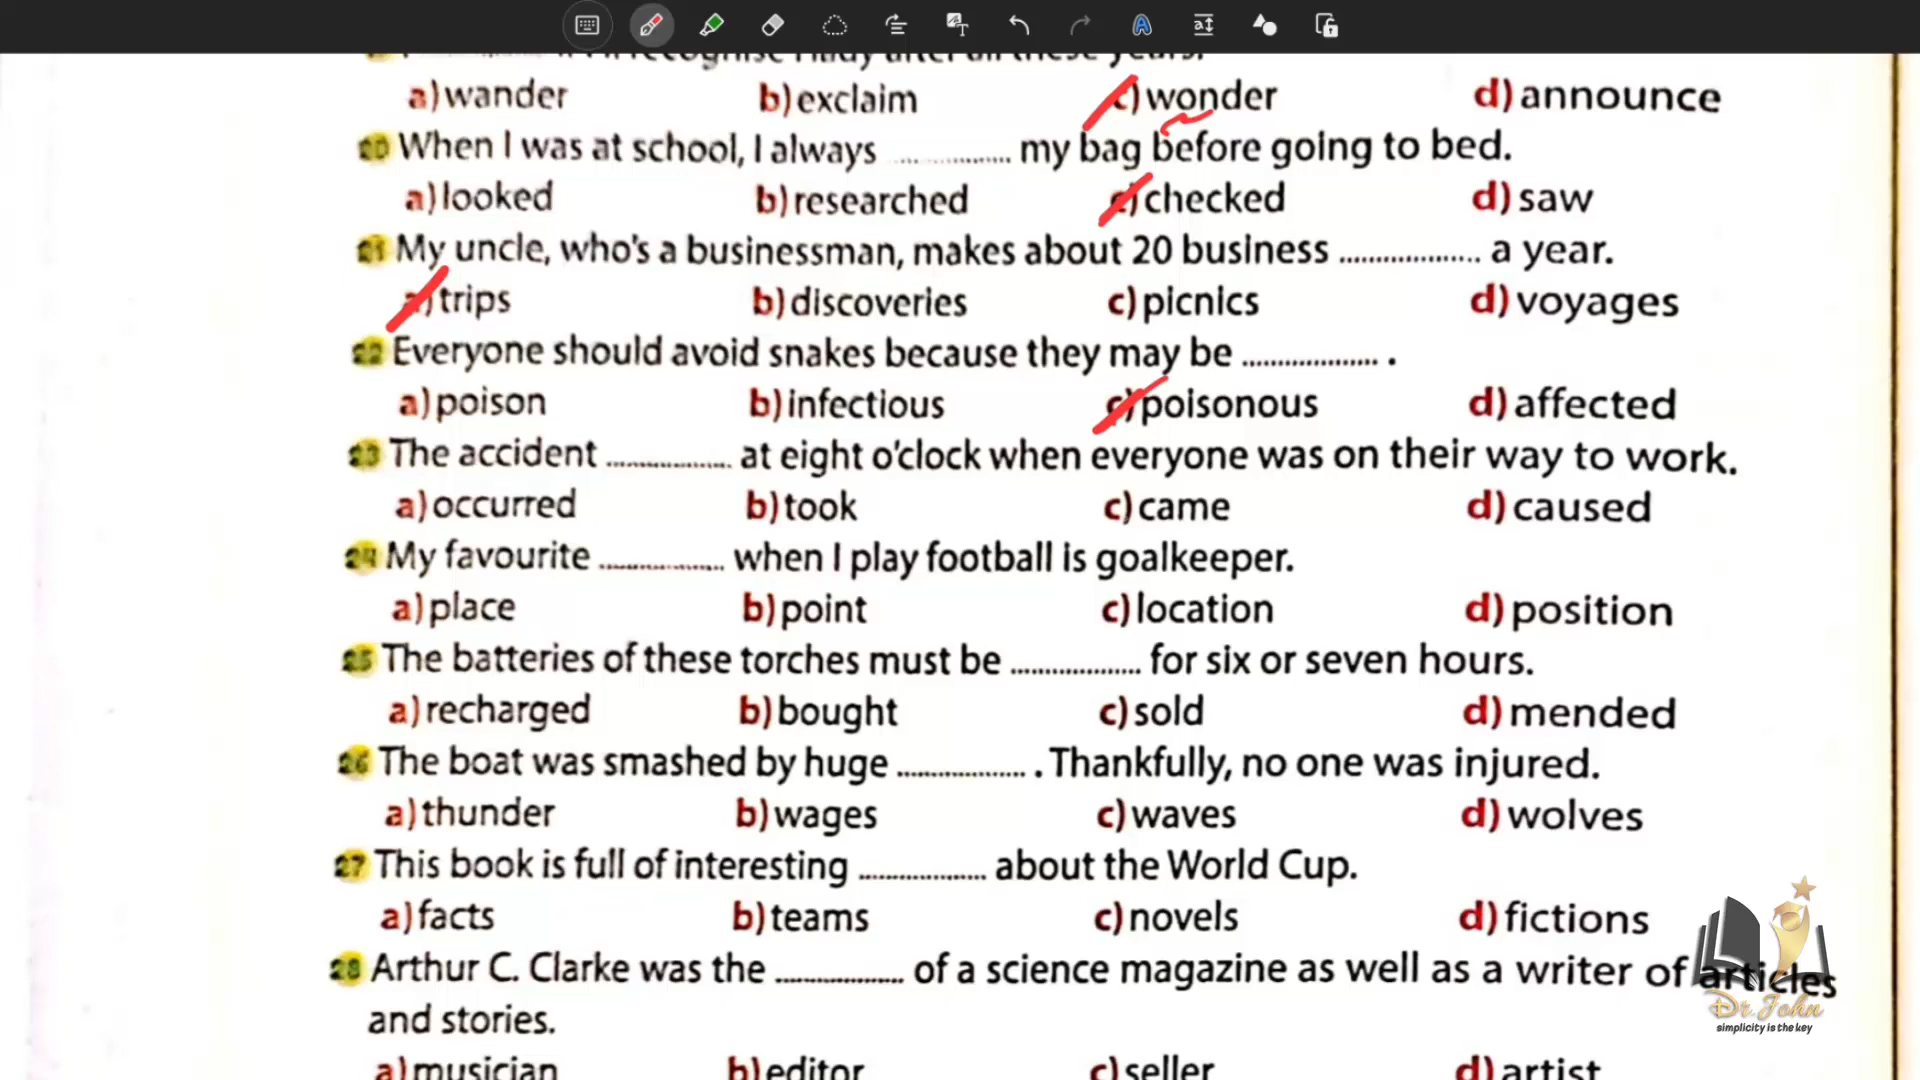 recognise Hady after all these years.
a) wander b) exclaim c) wonder d) announce
20 When I was at school, I always .................. my bag before going to bed.
a) looked b) researched c) checked d) saw
21 My uncle, who's a businessman, makes about 20 business .................. a year.
a) trips b) discoveries c) picnics d) voyages
22 Everyone should avoid snakes because they may be .................. .
a) poison b) infectious c) poisonous d) affected
23 The accident .................. at eight o'clock when everyone was on their way to work.
a) occurred b) took c) came d) caused
24 My favourite .................. when I play football is goalkeeper.
a) place b) point c) location d) position
25 The batteries of these torches must be .................. for six or seven hours.
a) recharged b) bought c) sold d) mended
26 The boat was smashed by huge .................. . Thankfully, no one was injured.
a) thunder b) wages c) waves d) wolves
27 This book is full of interesting .................. about the World Cup.
a) facts b) teams c) novels d) fictions
28 Arthur C. Clarke was the .................. of a science magazine as well as a writer of articles
and stories.
a) musician b) editor c) seller d) artist
Dr. John
simplicity is the key